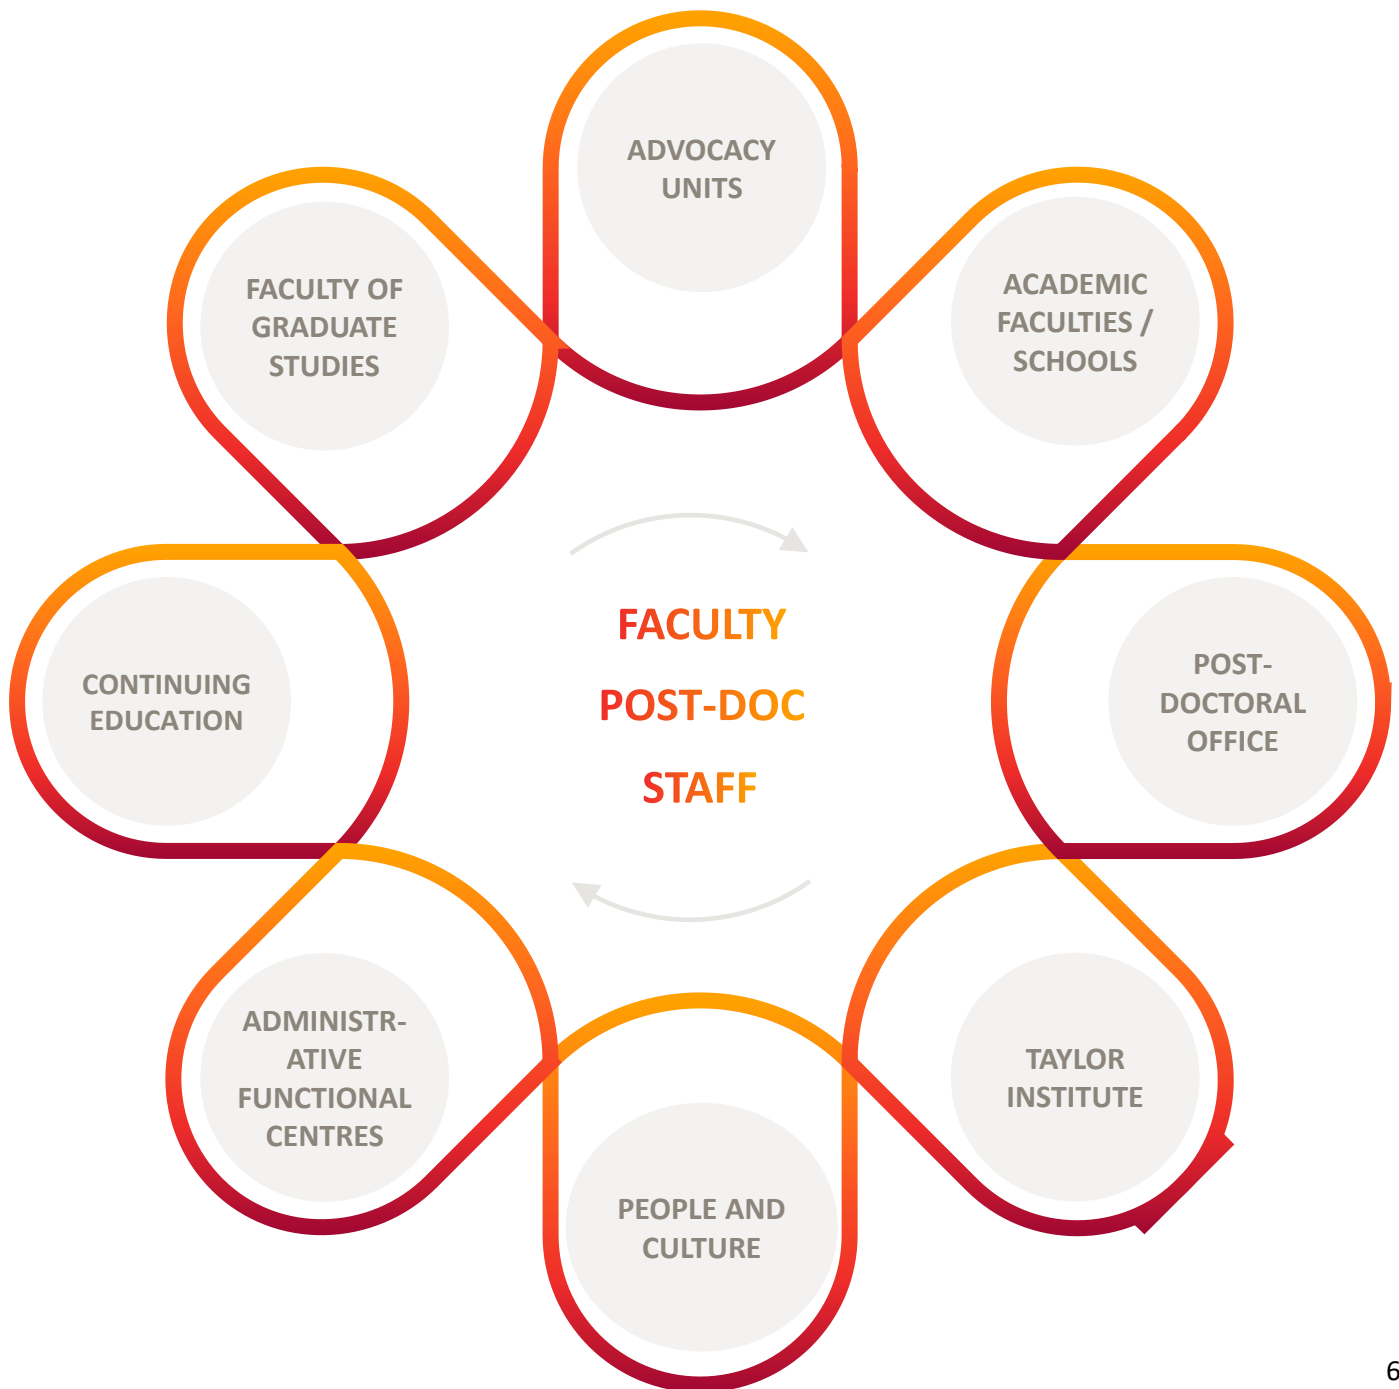 ADVOCACY
UNITS
FACULTY OF
GRADUATE
STUDIES
ACADEMIC
FACULTIES /
SCHOOLS
FACULTY
POST-DOC
STAFF
CONTINUING
EDUCATION
POST-
DOCTORAL
OFFICE
ADMINISTR-
ATIVE
FUNCTIONAL
CENTRES
TAYLOR
INSTITUTE
PEOPLE AND
CULTURE
6